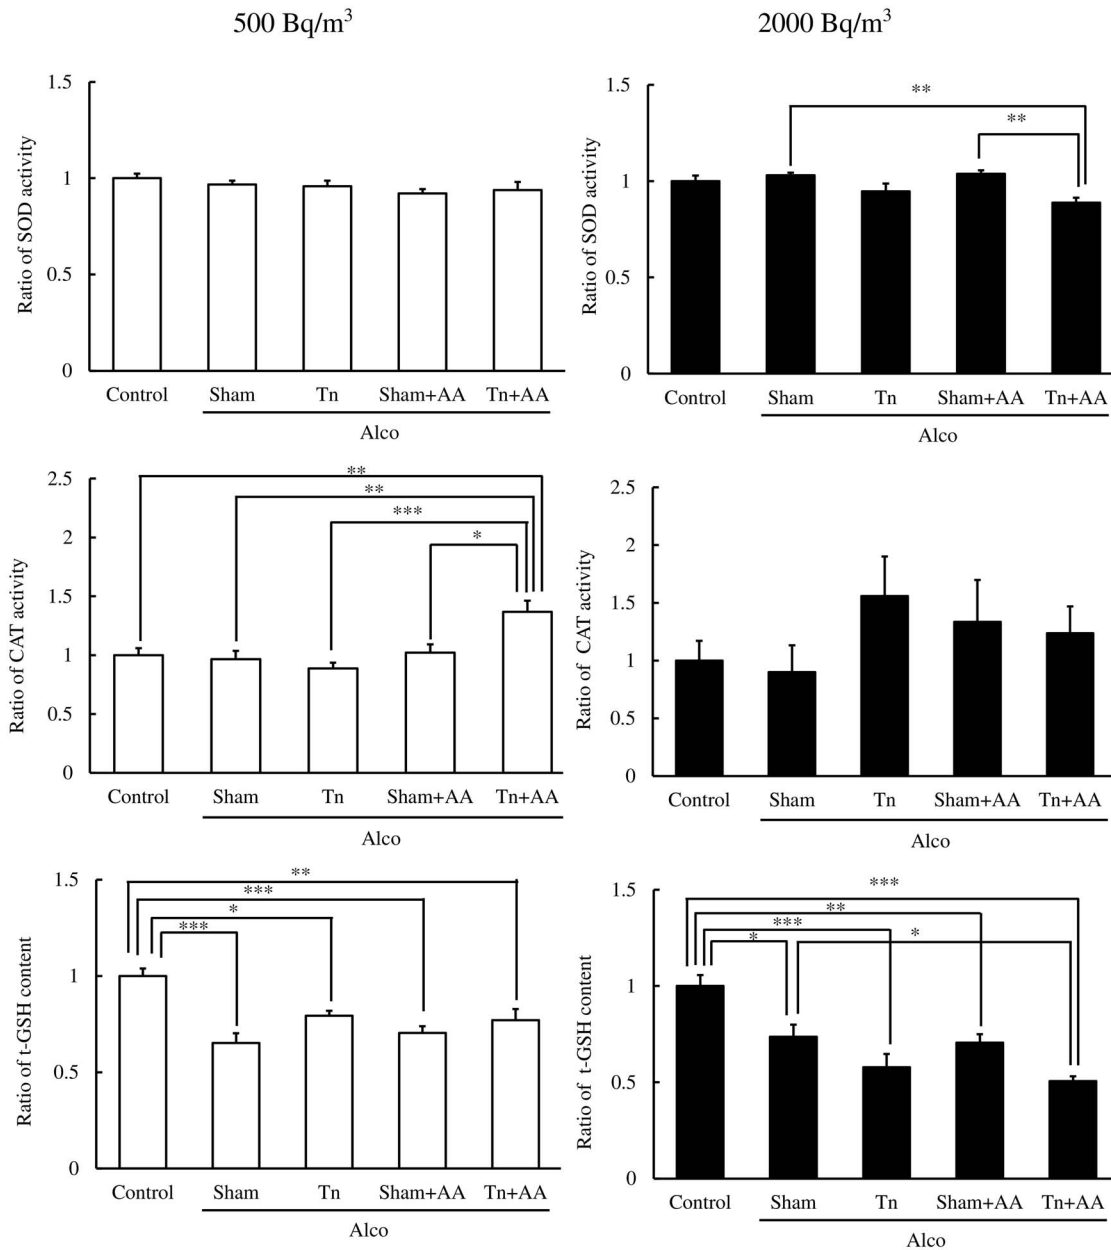 500 Bq/m³
2000 Bq/m³
Ratio of SOD activity
1.5
1
0.5
0
Control Sham Tn Sham+AA Tn+AA
Alco
Ratio of SOD activity
1.5
1
0.5
0
**
**
Control Sham Tn Sham+AA Tn+AA
Alco
Ratio of CAT activity
2.5
2
1.5
1
0.5
0
**
**
***
*
Control Sham Tn Sham+AA Tn+AA
Alco
Ratio of CAT activity
2.5
2
1.5
1
0.5
0
Control Sham Tn Sham+AA Tn+AA
Alco
Ratio of t-GSH content
1.5
1
0.5
0
**
***
*
***
Control Sham Tn Sham+AA Tn+AA
Alco
Ratio of t-GSH content
1.5
1
0.5
0
***
**
***
* *
Control Sham Tn Sham+AA Tn+AA
Alco